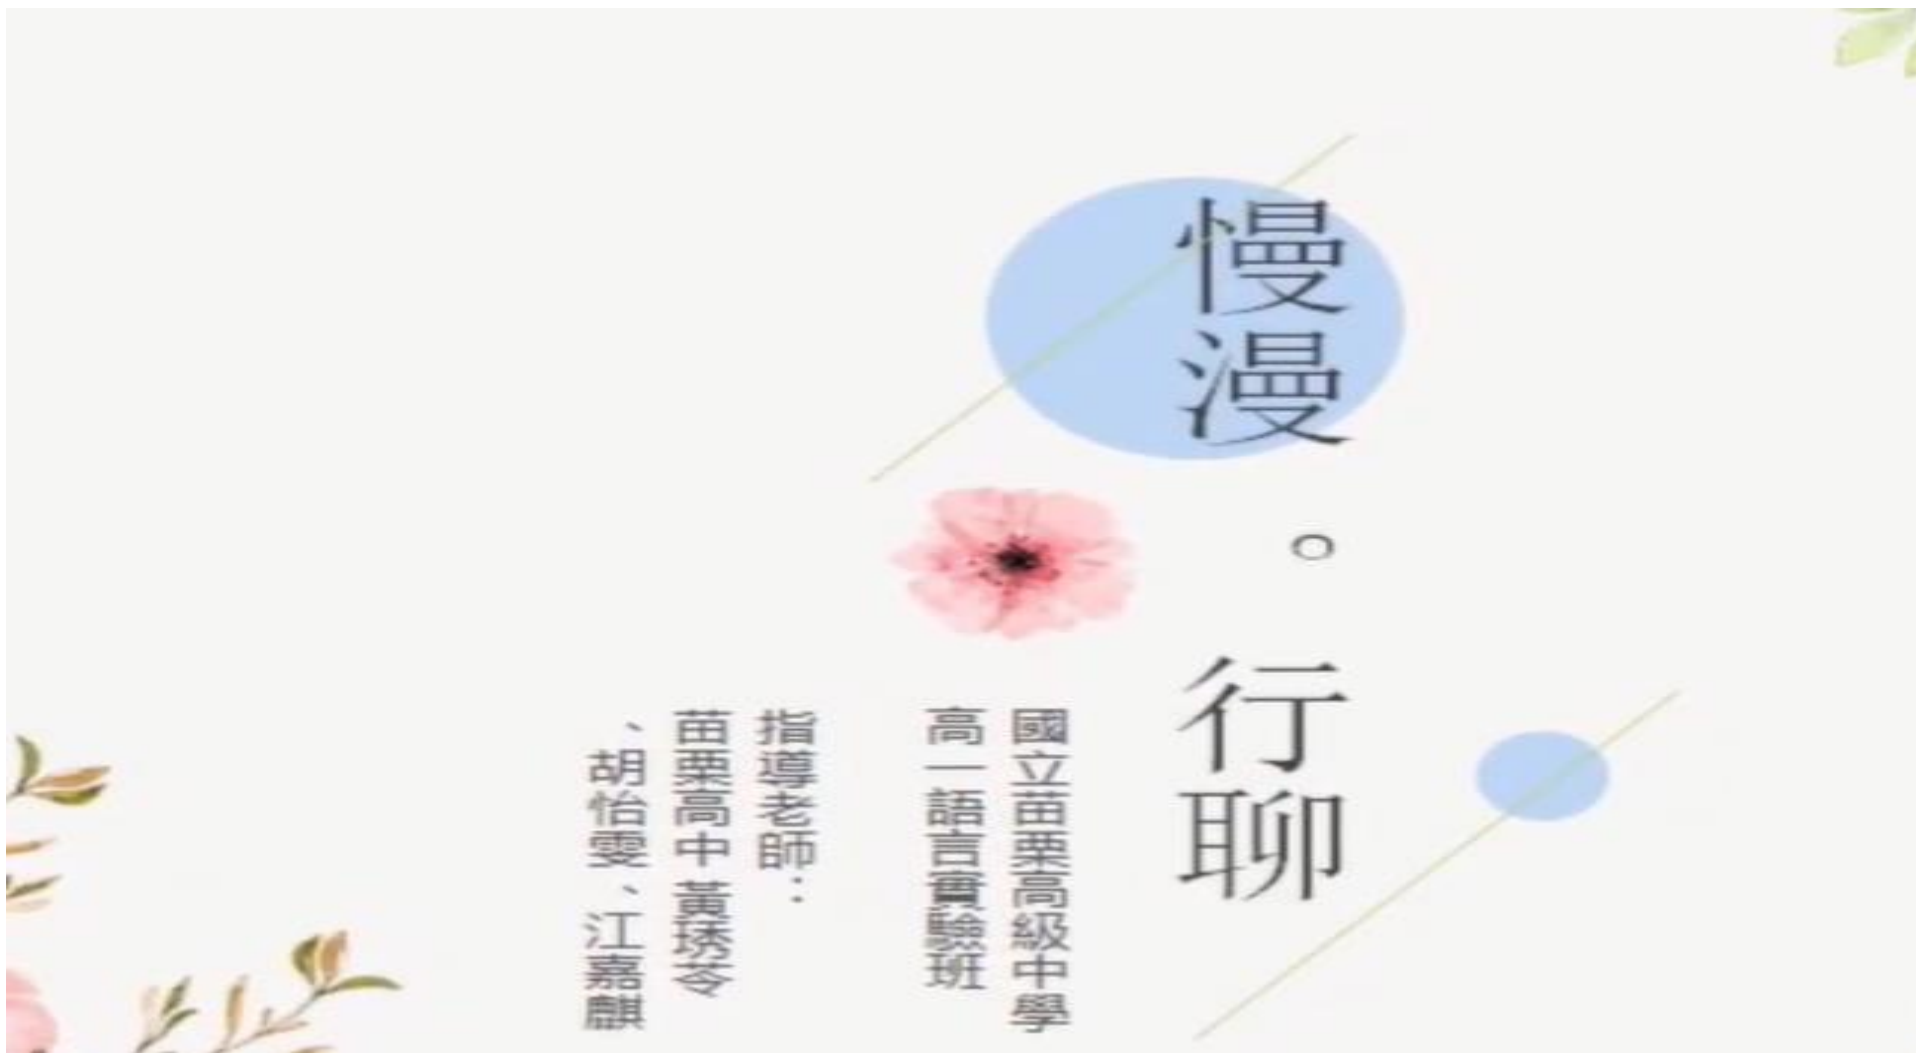 慢漫。行聊
國立苗栗高級中學
高一語言實驗班
指導老師：
苗栗高中 黃琇苓
、胡怡雯、江嘉麒